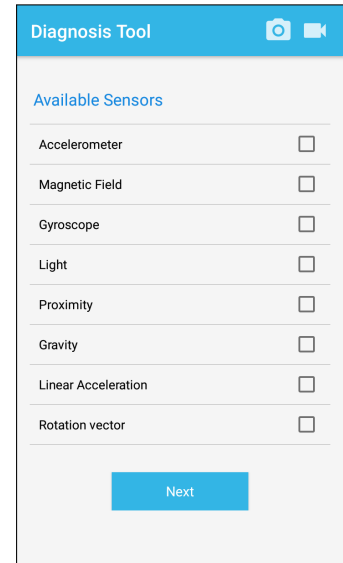 Diagnosis Tool
Available Sensors
Accelerometer
Magnetic Field
Gyroscope
Light
Proximity
Gravity
Linear Acceleration
Rotation vector
Next